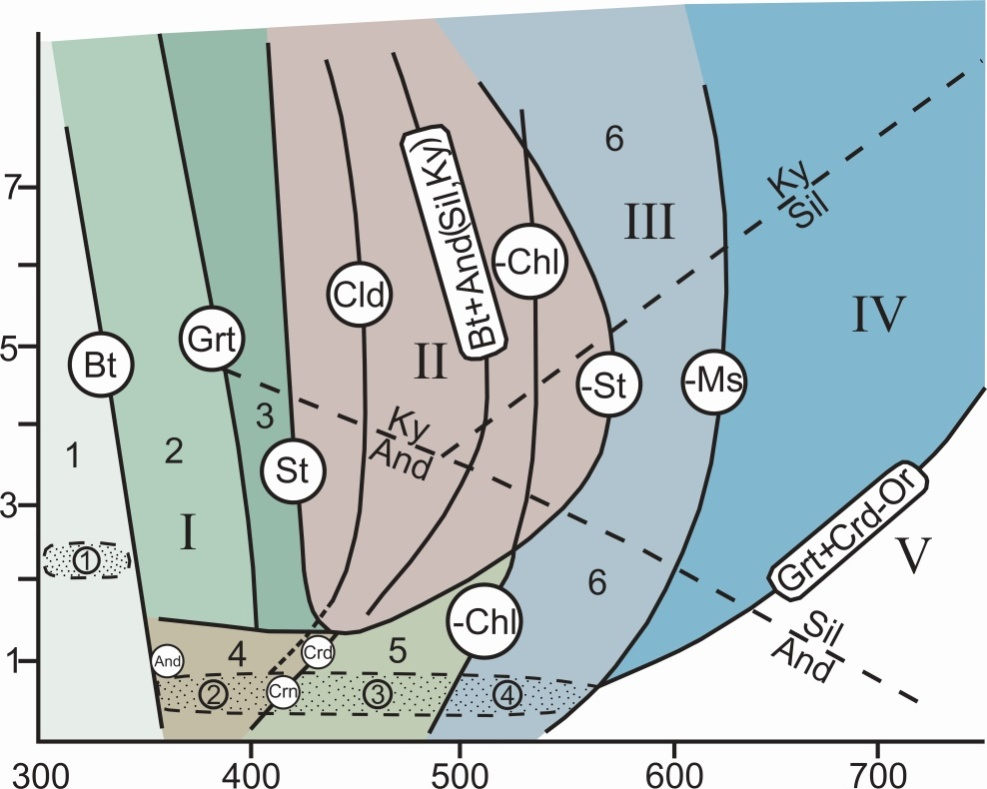 6
7
Ky
Sil
III
Bt+And(Sil,Ky)
-Chl
Cld
IV
Grt
5
Bt
II
-St
-Ms
3
Ky
And
1
2
St
3
Grt+Crd-Or
I
V
①
6
-Chl
Sil
And
1
And
4
Crd
5
②
Crn
③
④
300
400
500
600
700